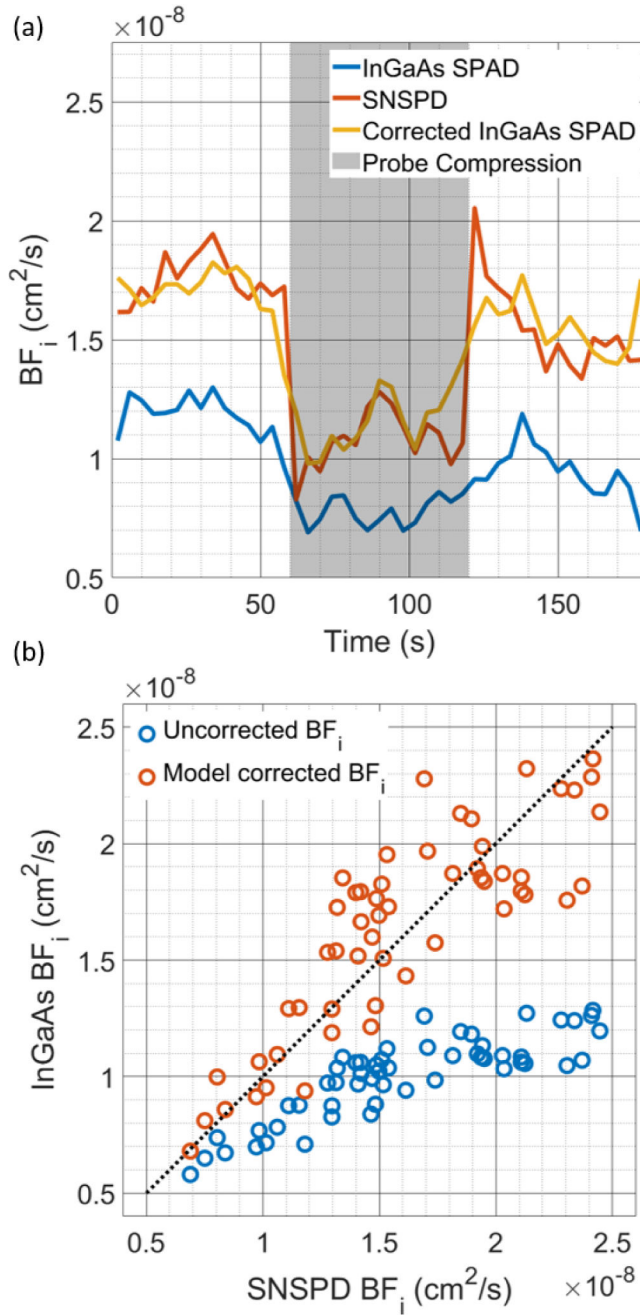 (a)
×10⁻⁸
InGaAs SPAD
SNSPD
Corrected InGaAs SPAD
Probe Compression
2.5
2
1.5
1
0.5
BFᵢ (cm²/s)
0
50
100
150
Time (s)
(b)
×10⁻⁸
Uncorrected BFᵢ
Model corrected BFᵢ
2.5
2
1.5
1
0.5
InGaAs BFᵢ (cm²/s)
0.5
1
1.5
2
2.5
SNSPD BFᵢ (cm²/s)
×10⁻⁸